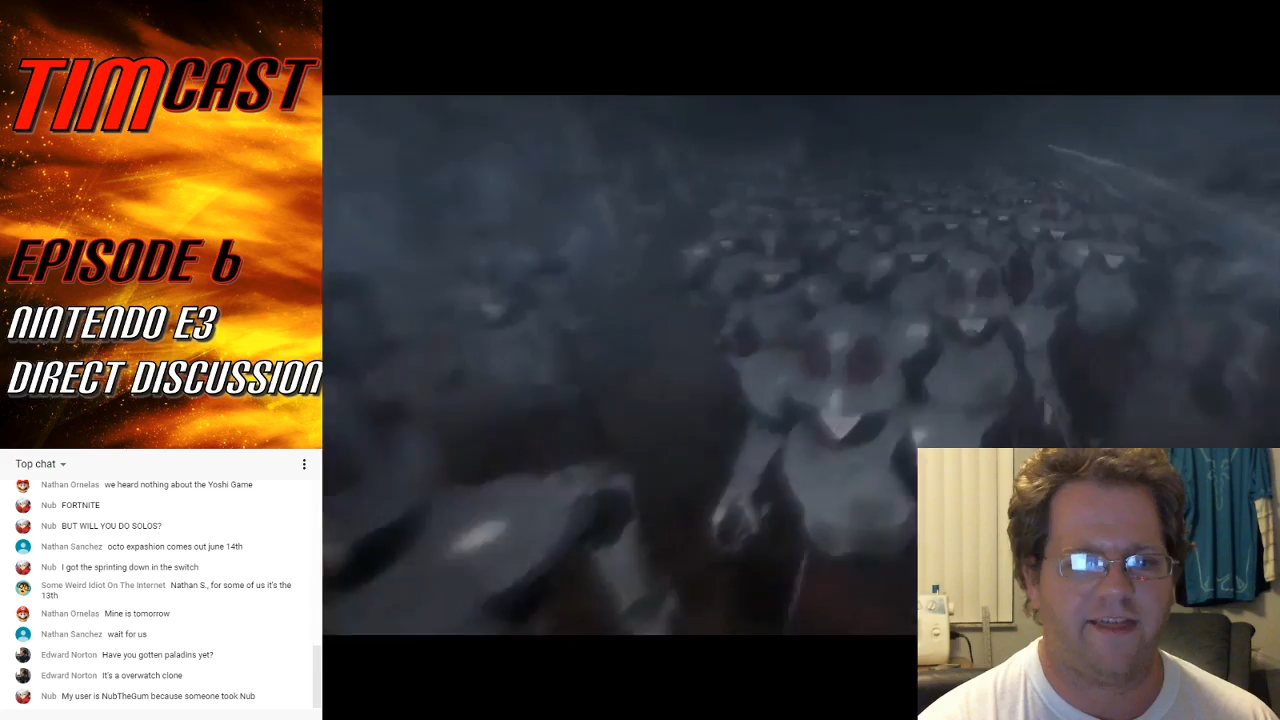 TIMCAST
EPISODE 6
NINTENDO E3
DIRECT DISCUSSION
Top chat
Nathan Ornelas we heard nothing about the Yoshi Game
Nub FORTNITE
Nub BUT WILL YOU DO SOLOS?
Nathan Sanchez octo expashion comes out june 14th
Nub I got the sprinting down in the switch
Some Weird Idiot On The Internet Nathan S., for some of us it's the
13th
Nathan Ornelas Mine is tomorrow
Nathan Sanchez wait for us
Edward Norton Have you gotten paladins yet?
Edward Norton It's a overwatch clone
Nub My user is NubTheGum because someone took Nub